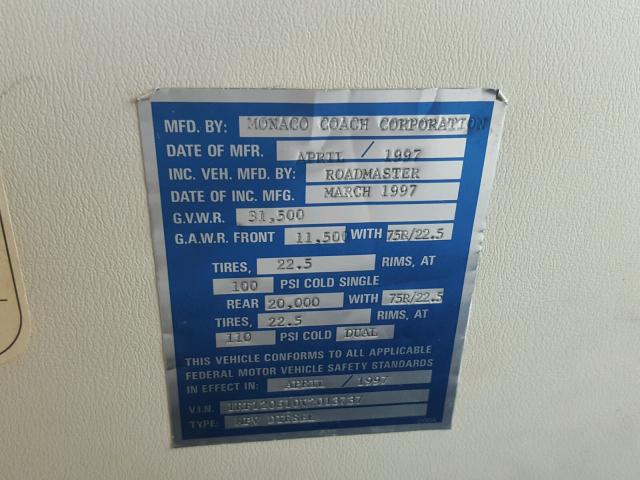 MFD. BY: MONACO COACH CORPORATION
DATE OF MFR. APRIL / 1997
INC. VEH. MFD. BY: ROADMASTER
DATE OF INC. MFG. MARCH 1997
G.V.W.R. 31,500
G.A.W.R. FRONT 11,500 WITH 75R/22.5
TIRES, 22.5 RIMS, AT
100 PSI COLD SINGLE
REAR 20,000 WITH 75R/22.5
TIRES, 22.5 RIMS, AT
110 PSI COLD DUAL
THIS VEHICLE CONFORMS TO ALL APPLICABLE
FEDERAL MOTOR VEHICLE SAFETY STANDARDS
IN EFFECT IN: APRIL / 1997
V.I.N.
TYPE: MPV DIESEL